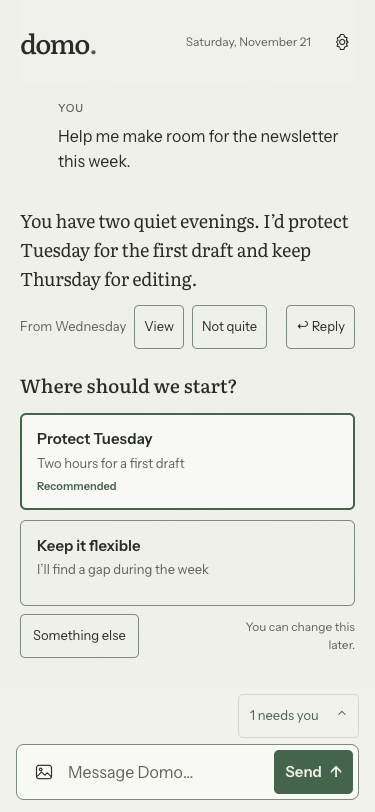 domo.
Saturday, November 21
YOU
Help me make room for the newsletter
this week.
You have two quiet evenings. I’d protect
Tuesday for the first draft and keep
Thursday for editing.
From Wednesday
View
Not quite
↩ Reply
Where should we start?
Protect Tuesday
Two hours for a first draft
Recommended
Keep it flexible
I’ll find a gap during the week
Something else
You can change this
later.
1 needs you
Message Domo…
Send ↑